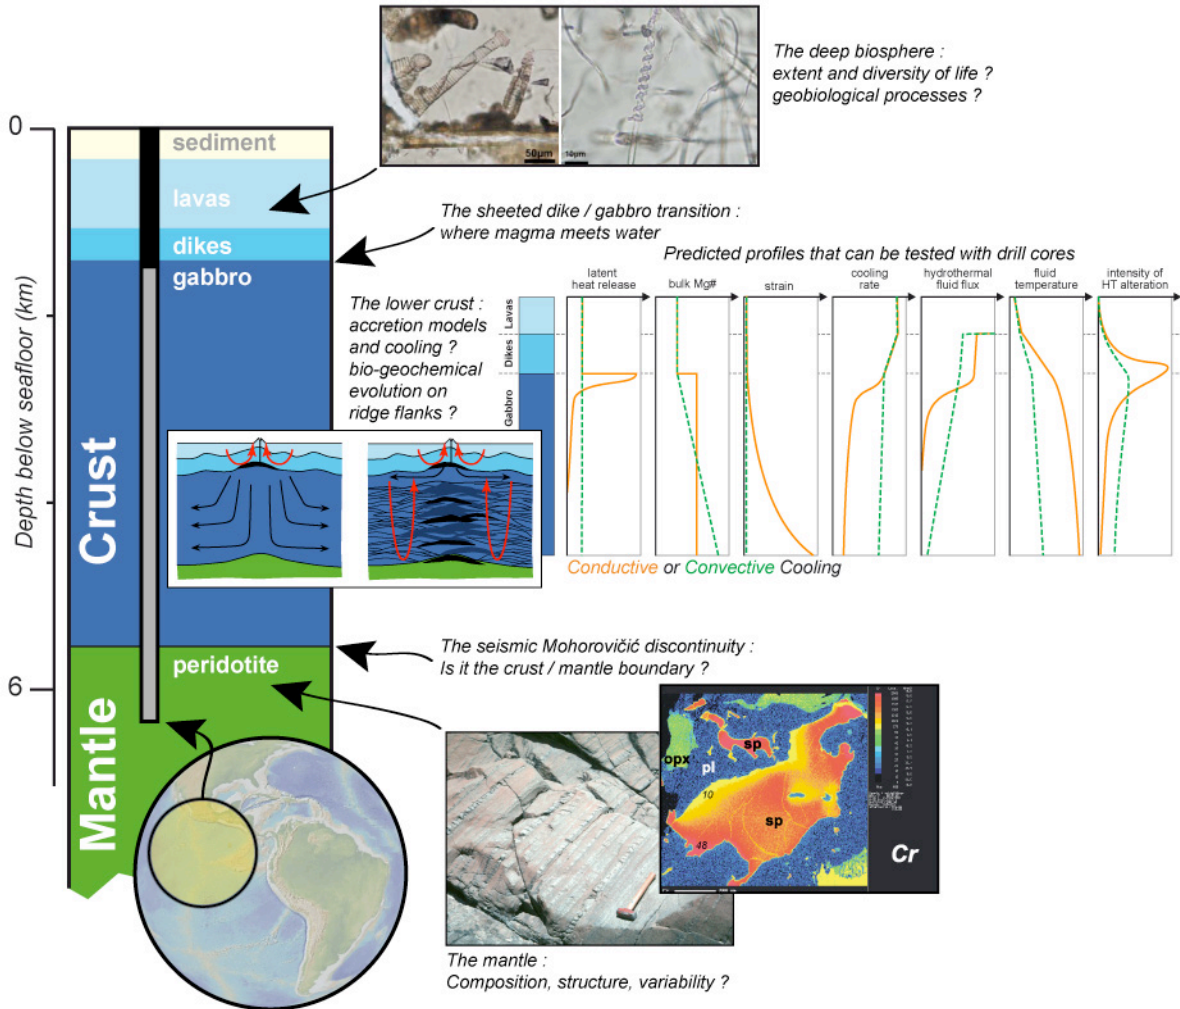 The deep biosphere :
extent and diversity of life ?
geobiological processes ?
50µm
10µm
0
sediment
lavas
dikes
gabbro
The sheeted dike / gabbro transition :
where magma meets water
Predicted profiles that can be tested with drill cores
latent
heat release
bulk Mg#
strain
cooling
rate
hydrothermal
fluid flux
fluid
temperature
intensity of
HT alteration
The lower crust :
accretion models
and cooling ?
bio-geochemical
evolution on
ridge flanks ?
Lavas
Dikes
Gabbro
Depth below seafloor (km)
Crust
Conductive or Convective Cooling
The seismic Mohorovičić discontinuity :
Is it the crust / mantle boundary ?
peridotite
6
Mantle
sp
opx
pl
10
sp
48
Cr
The mantle :
Composition, structure, variability ?